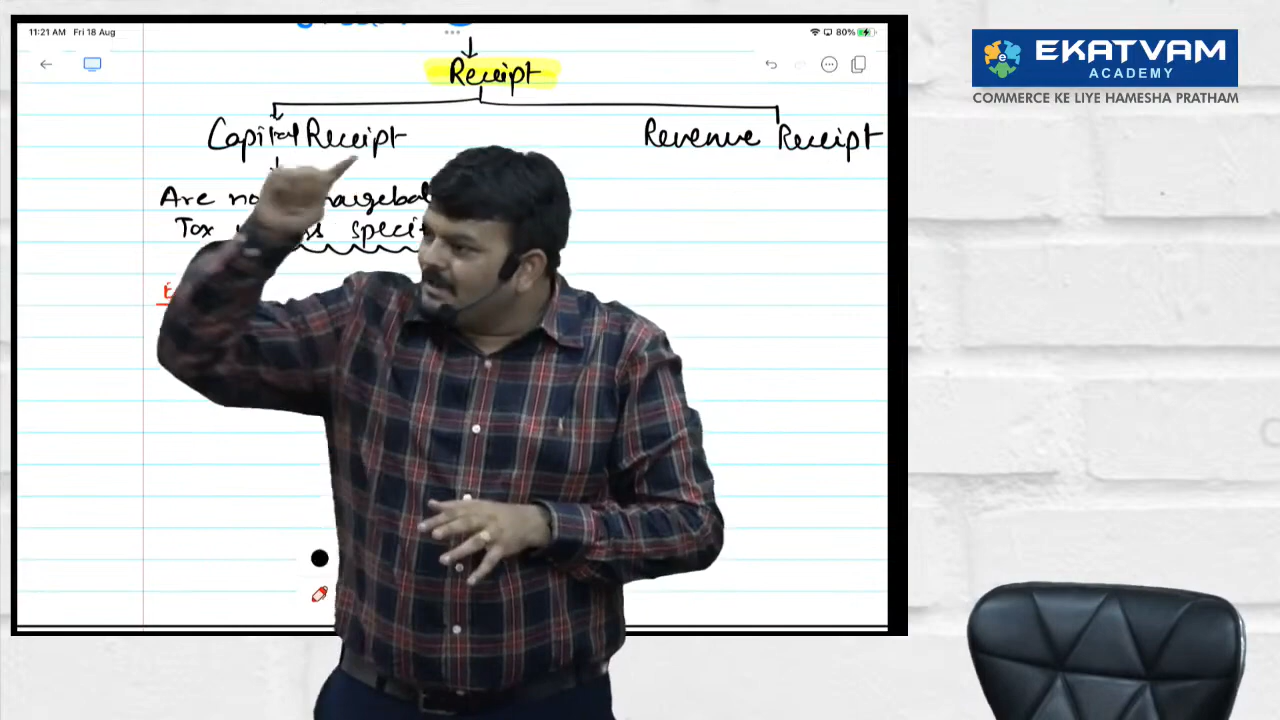 11:21 AM Fri 18 Aug
80%
EKATVAM
ACADEMY
COMMERCE KE LIYE HAMESHA PRATHAM
Receipt
Capital Receipt
Revenue Receipt
Are
Tax